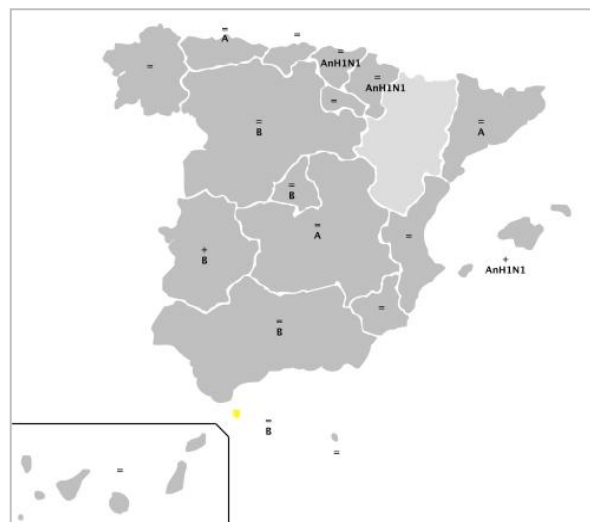 =
A
=
=
AnH1N1
=
AnH1N1
=
=
=
B
=
A
=
B
=
A
=
+
B
+
AnH1N1
=
=
B
=
B
=
=